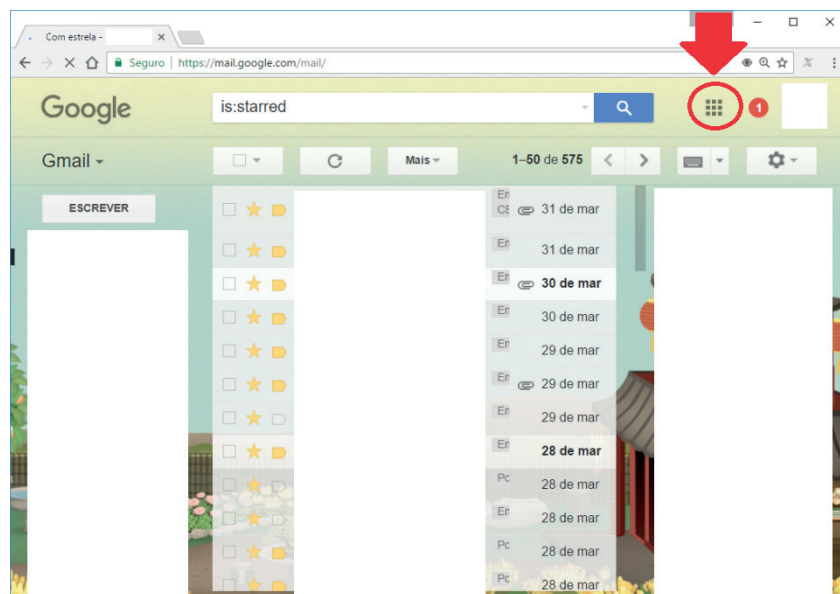 Com estrela -
Seguro https://mail.google.com/mail/
Google
is:starred
1
Gmail
Mais
1–50 de 575
ESCREVER
31 de mar
31 de mar
30 de mar
30 de mar
29 de mar
29 de mar
29 de mar
28 de mar
28 de mar
28 de mar
28 de mar
28 de mar